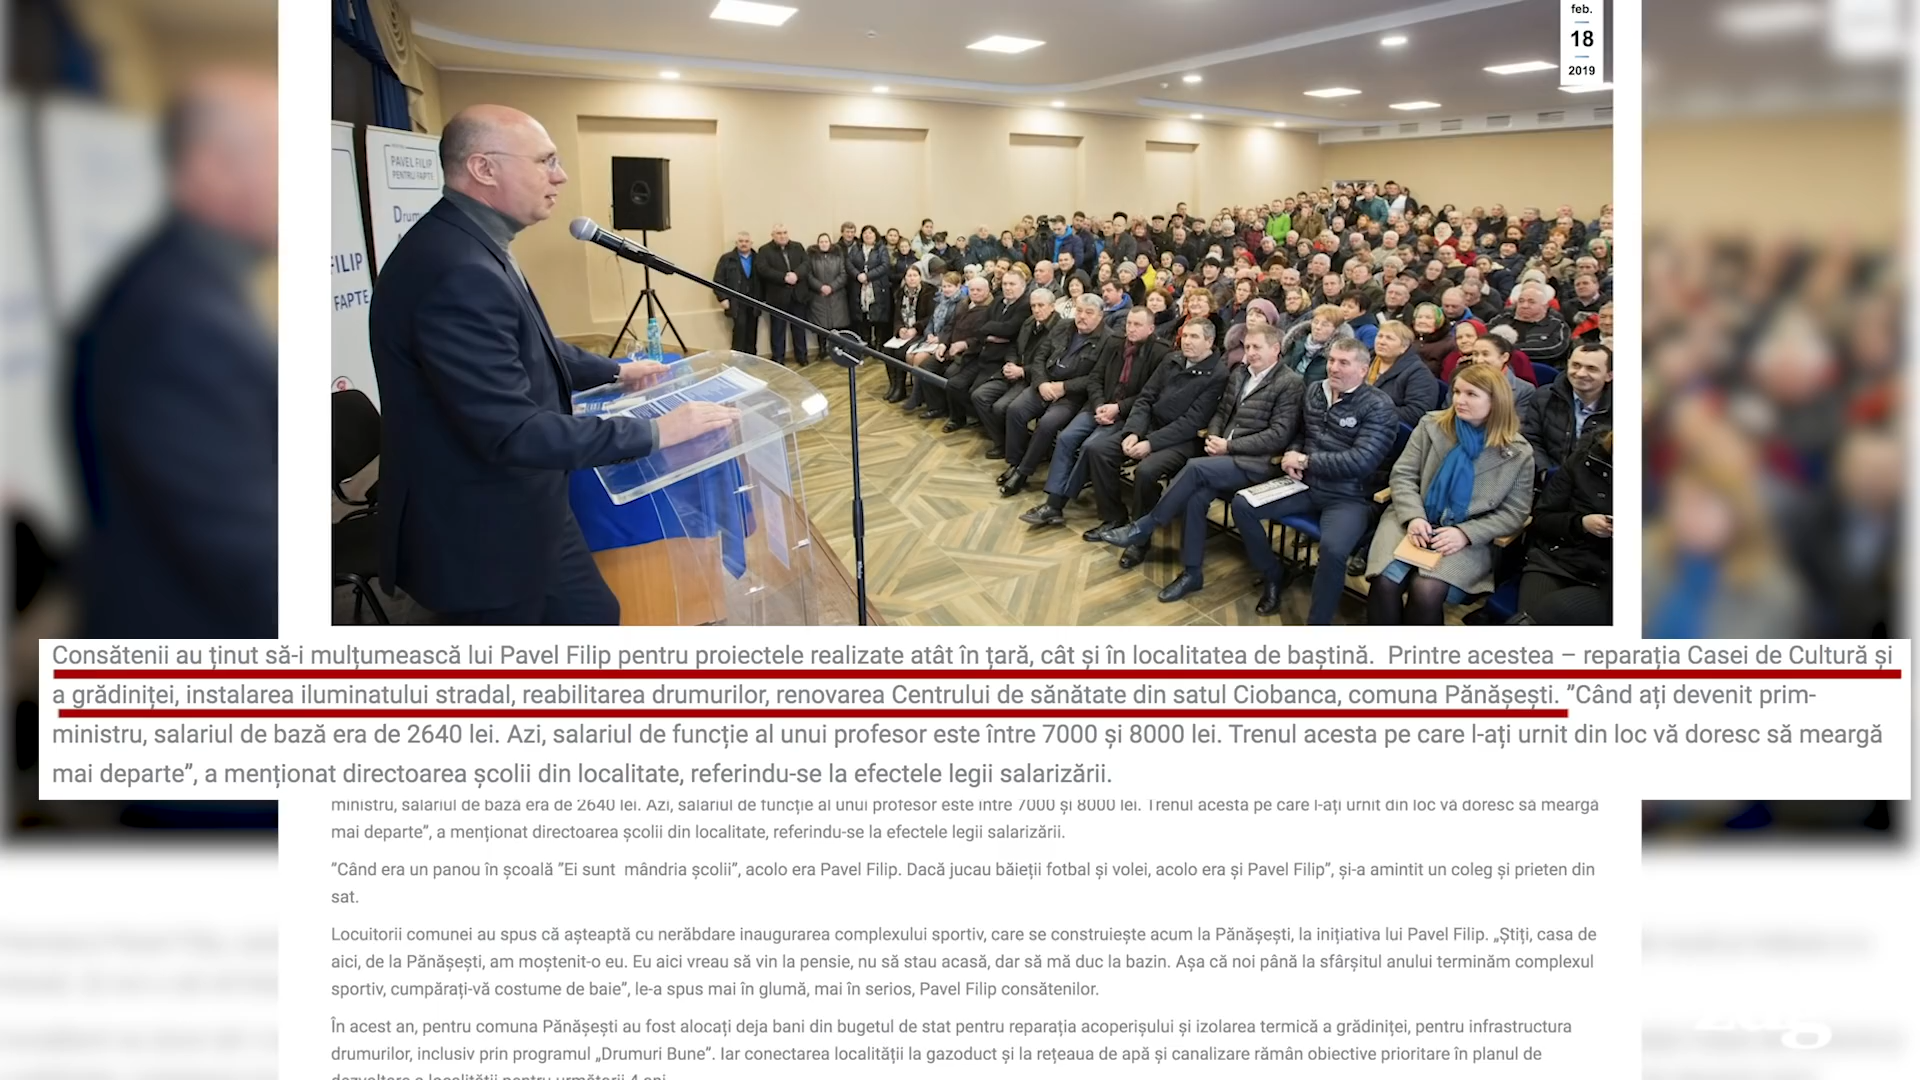 feb.
18
2019
PAVEL FILIP
PENTRU FAPTE
FILIP
FAPTE
Consătenii au ținut să-i mulțumească lui Pavel Filip pentru proiectele realizate atât în țară, cât și în localitatea de baștină. Printre acestea – reparația Casei de Cultură și
a grădiniței, instalarea iluminatului stradal, reabilitarea drumurilor, renovarea Centrului de sănătate din satul Ciobanca, comuna Pănășești. ”Când ați devenit prim-
ministru, salariul de bază era de 2640 lei. Azi, salariul de funcție al unui profesor este între 7000 și 8000 lei. Trenul acesta pe care l-ați urnit din loc vă doresc să meargă
mai departe”, a menționat directoarea școlii din localitate, referindu-se la efectele legii salarizării.
ministru, salariul de bază era de 2640 lei. Azi, salariul de funcție al unui profesor este între 7000 și 8000 lei. Trenul acesta pe care l-ați urnit din loc vă doresc să meargă
mai departe”, a menționat directoarea școlii din localitate, referindu-se la efectele legii salarizării.
”Când era un panou în școală ”Ei sunt mândria școlii”, acolo era Pavel Filip. Dacă jucau băieții fotbal și volei, acolo era și Pavel Filip”, și-a amintit un coleg și prieten din
sat.
Locuitorii comunei au spus că așteaptă cu nerăbdare inaugurarea complexului sportiv, care se construiește acum la Pănășești, la inițiativa lui Pavel Filip. „Știți, casa de
aici, de la Pănășești, am moștenit-o eu. Eu aici vreau să vin la pensie, nu să stau acasă, dar să mă duc la bazin. Așa că noi până la sfârșitul anului terminăm complexul
sportiv, cumpărați-vă costume de baie”, le-a spus mai în glumă, mai în serios, Pavel Filip consătenilor.
În acest an, pentru comuna Pănășești au fost alocați deja bani din bugetul de stat pentru reparația acoperișului și izolarea termică a grădiniței, pentru infrastructura
drumurilor, inclusiv prin programul „Drumuri Bune”. Iar conectarea localității la gazoduct și la rețeaua de apă și canalizare rămân obiective prioritare în planul de
dezvoltare a localității pentru următorii 4 ani.